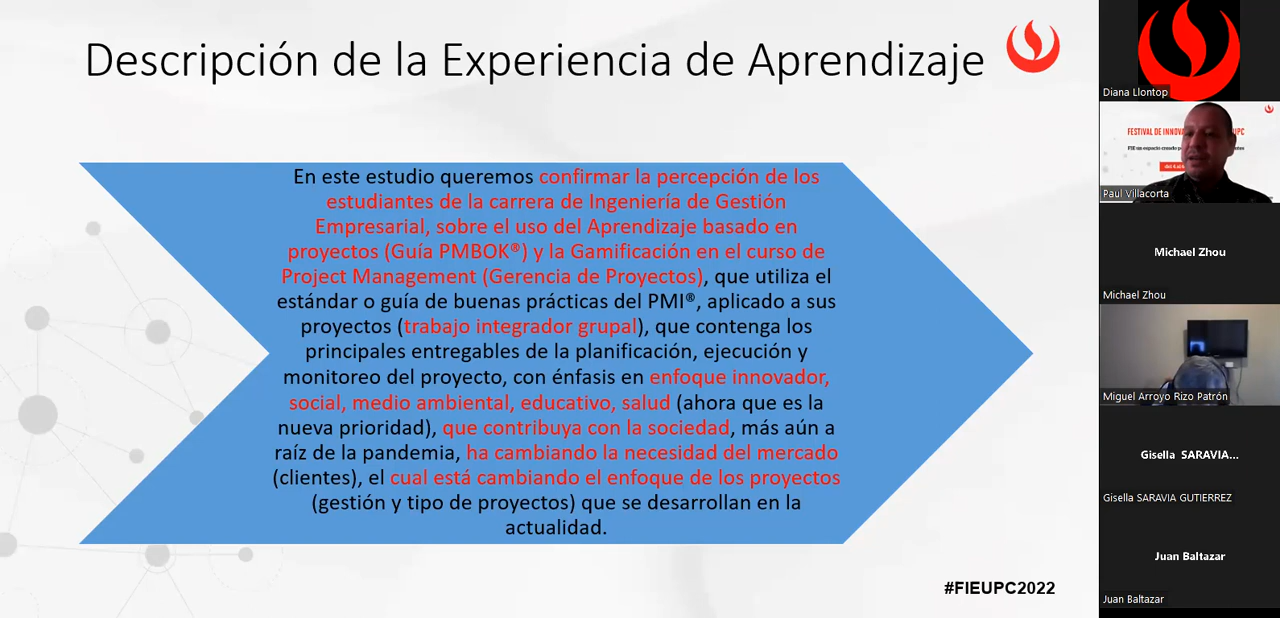 Descripción de la Experiencia de Aprendizaje
En este estudio queremos confirmar la percepción de los
estudiantes de la carrera de Ingeniería de Gestión
Empresarial, sobre el uso del Aprendizaje basado en
proyectos (Guía PMBOK®) y la Gamificación en el curso de
Project Management (Gerencia de Proyectos), que utiliza el
estándar o guía de buenas prácticas del PMI®, aplicado a sus
proyectos (trabajo integrador grupal), que contenga los
principales entregables de la planificación, ejecución y
monitoreo del proyecto, con énfasis en enfoque innovador,
social, medio ambiental, educativo, salud (ahora que es la
nueva prioridad), que contribuya con la sociedad, más aún a
raíz de la pandemia, ha cambiando la necesidad del mercado
(clientes), el cual está cambiando el enfoque de los proyectos
(gestión y tipo de proyectos) que se desarrollan en la
actualidad.
#FIEUPC2022
Diana Llontop
FESTIVAL DE
Paul Villacorta
Michael Zhou
Michael Zhou
Miguel Arroyo Rizo Patrón
Gisella SARAVIA...
Gisella SARAVIA GUTIERREZ
Juan Baltazar
Juan Baltazar